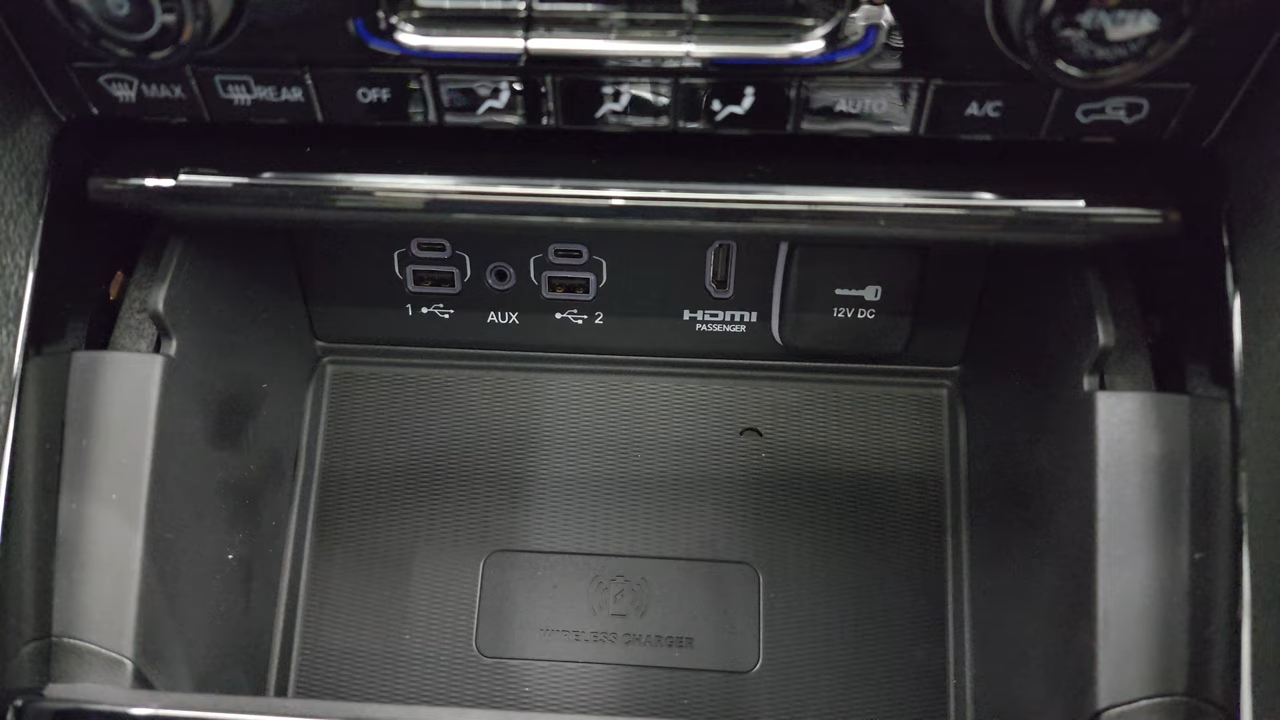 MAX
REAR
OFF
AUTO
A/C
1
AUX
2
HDMI
PASSENGER
12V DC
WIRELESS CHARGER